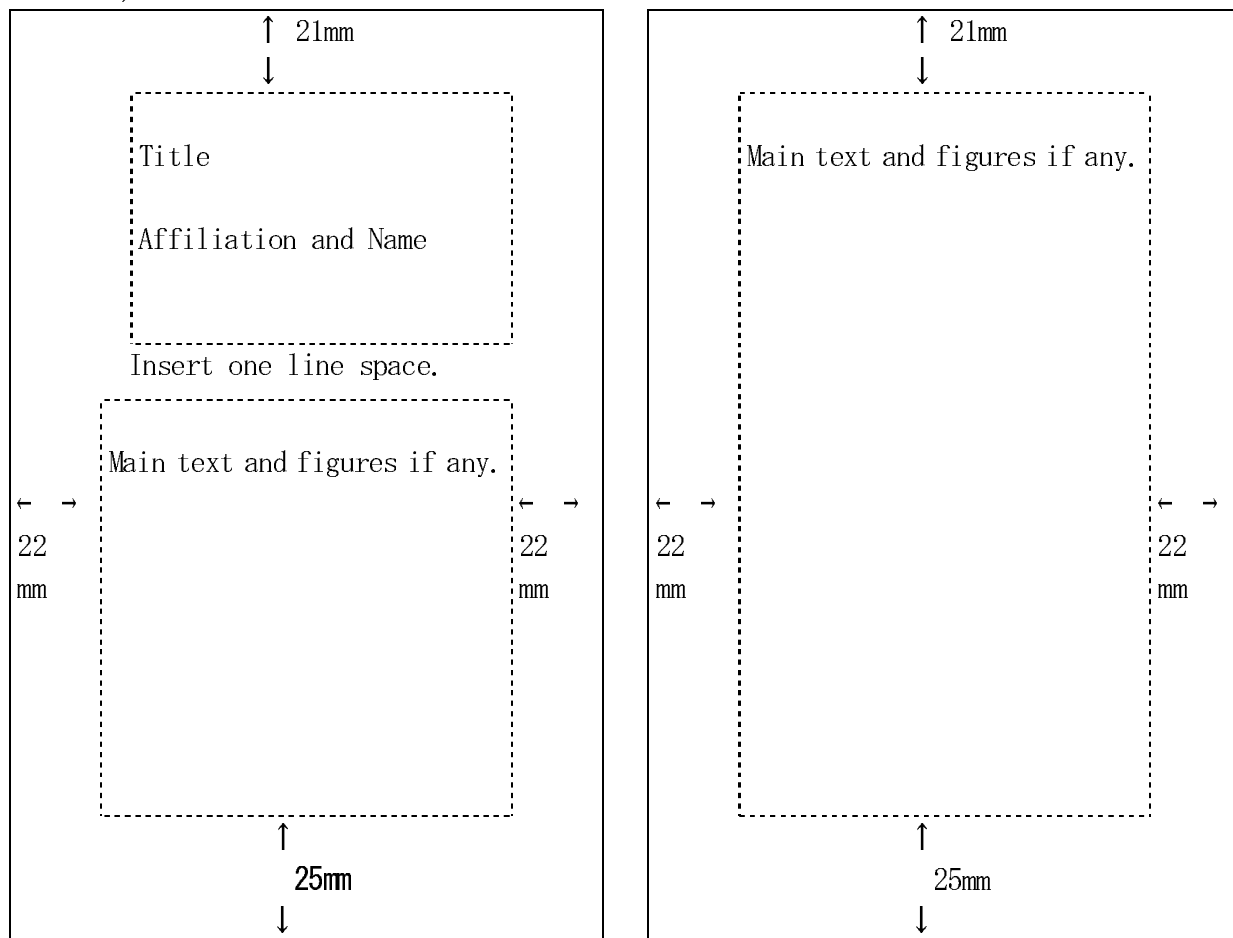 ↑ 21mm
↓
Title
Affiliation and Name
Insert one line space.
Main text and figures if any.
← →
22
mm
← →
22
mm
↑
25mm
↓
↑ 21mm
↓
Main text and figures if any.
← →
22
mm
← →
22
mm
↑
25mm
↓